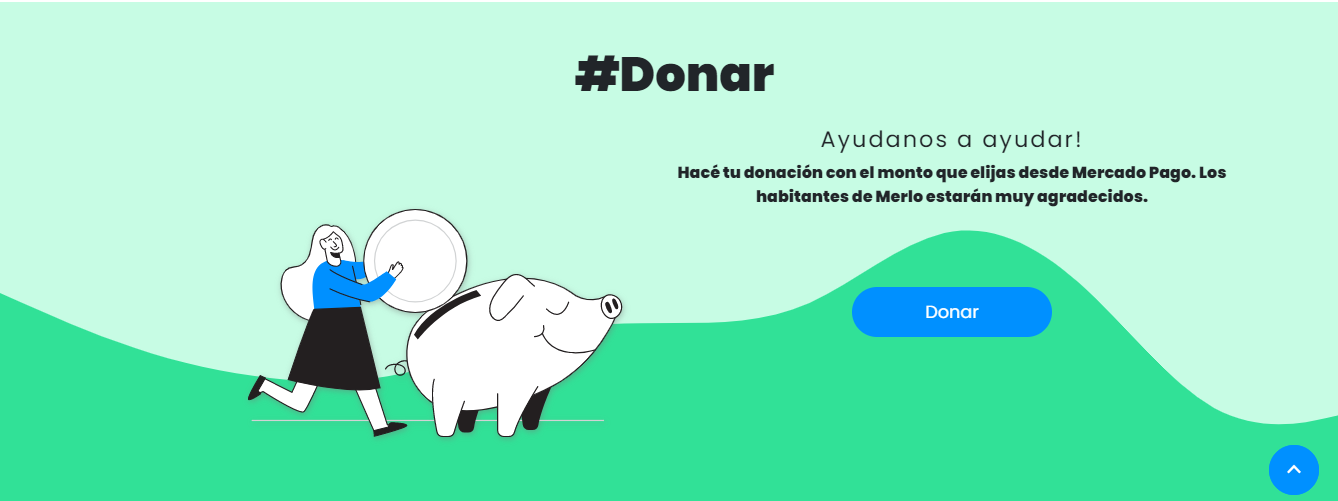 #Donar
Ayudanos a ayudar!
Hacé tu donación con el monto que elijas desde Mercado Pago. Los
habitantes de Merlo estarán muy agradecidos.
Donar